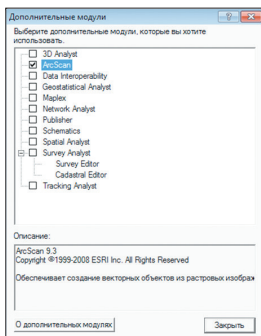 Дополнительные модули
Выберите дополнительные модули, которые вы хотите
использовать.
3D Analyst
ArcScan
Data Interoperability
Geostatistical Analyst
Maplex
Network Analyst
Publisher
Schematics
Spatial Analyst
Survey Analyst
Survey Editor
Cadastral Editor
Tracking Analyst
Описание:
ArcScan 9.3
Copyright ©1999-2008 ESRI Inc. All Rights Reserved
Обеспечивает создание векторных объектов из растровых изображ
О дополнительных модулях
Закрыть